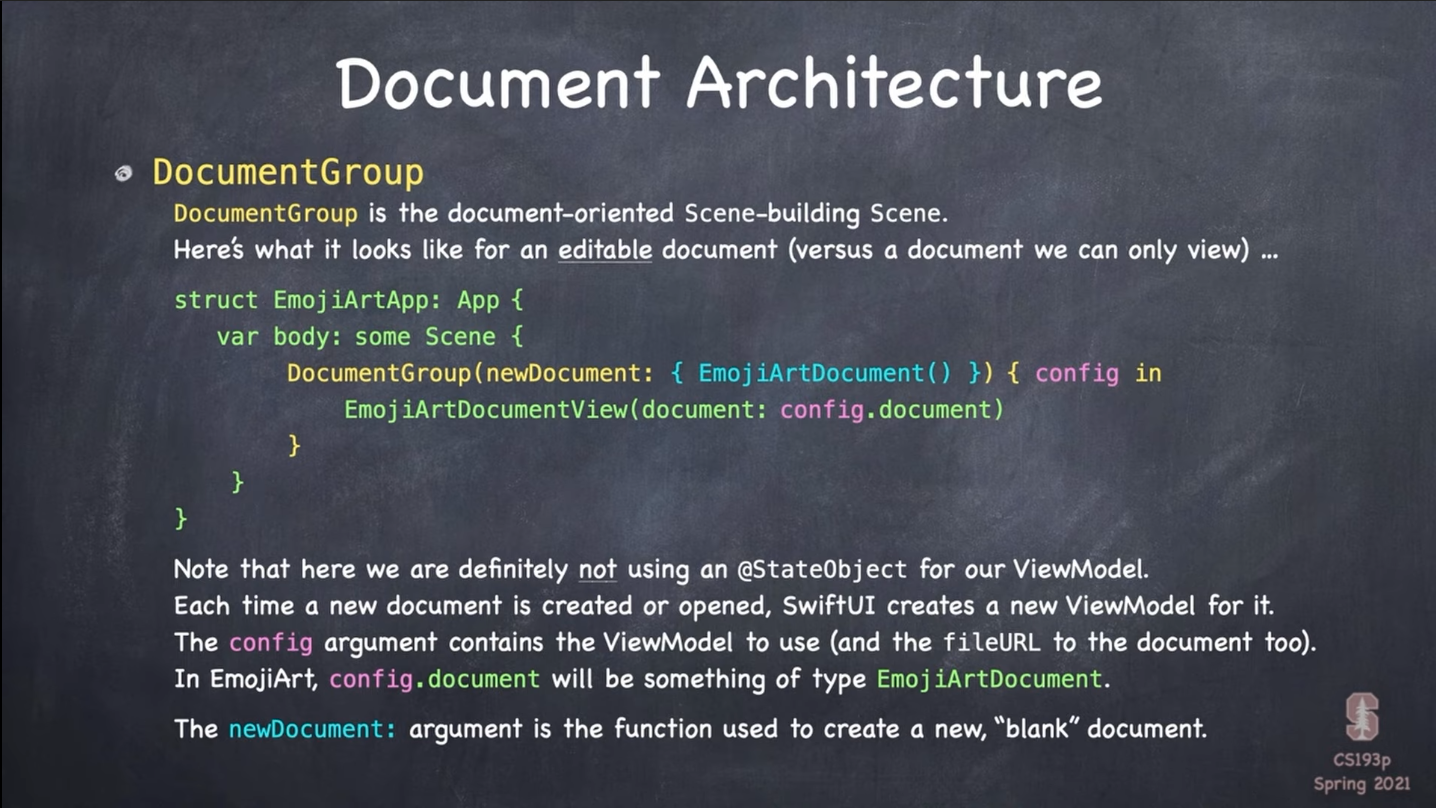 Document Architecture
DocumentGroup
DocumentGroup is the document-oriented Scene-building Scene.
Here's what it looks like for an editable document (versus a document we can only view) ...
struct EmojiArtApp: App {
var body: some Scene {
DocumentGroup(newDocument: { EmojiArtDocument() }) { config in
EmojiArtDocumentView(document: config.document)
}
}
}
Note that here we are definitely not using an @StateObject for our ViewModel.
Each time a new document is created or opened, SwiftUI creates a new ViewModel for it.
The config argument contains the ViewModel to use (and the fileURL to the document too).
In EmojiArt, config.document will be something of type EmojiArtDocument.
The newDocument: argument is the function used to create a new, “blank” document.
CS193p
Spring 2021